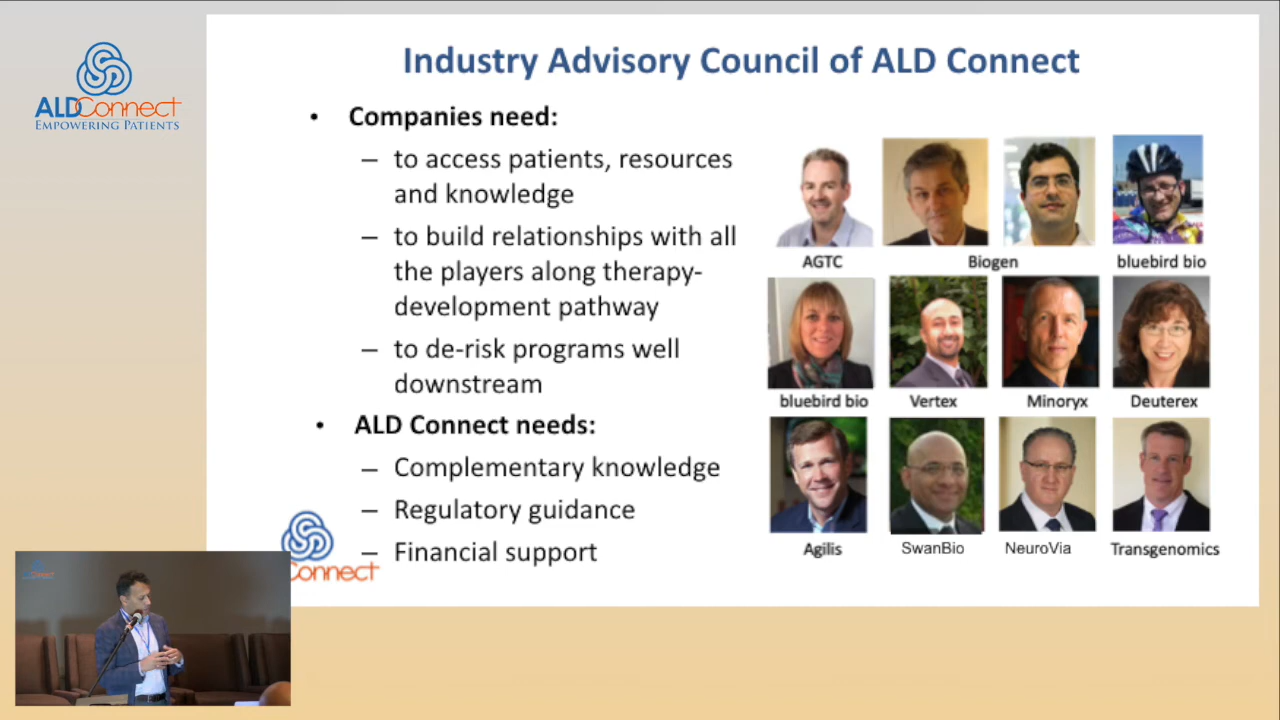 ALDConnect
EMPOWERING PATIENTS
Industry Advisory Council of ALD Connect
• Companies need:
– to access patients, resources
and knowledge
– to build relationships with all
the players along therapy-
development pathway
– to de-risk programs well
downstream
• ALD Connect needs:
– Complementary knowledge
– Regulatory guidance
– Financial support
AGTC
Biogen
bluebird bio
bluebird bio
Vertex
Minoryx
Deuterex
Agilis
SwanBio
NeuroVia
Transgenomics
Connect